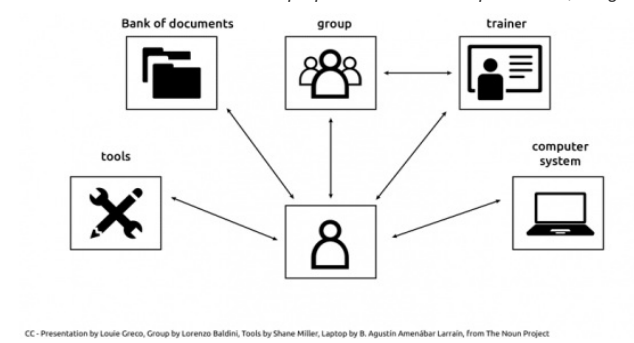 Bank of documents
group
trainer
tools
computer
system
CC - Presentation by Louie Greco, Group by Lorenzo Baldini, Tools by Shane Miller, Laptop by B. Agustín Amenábar Larraín, from The Noun Project